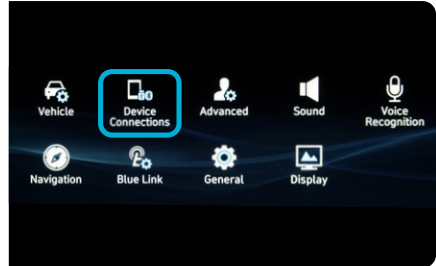 Vehicle
Device
Connections
Advanced
Sound
Voice
Recognition
Navigation
Blue Link
General
Display